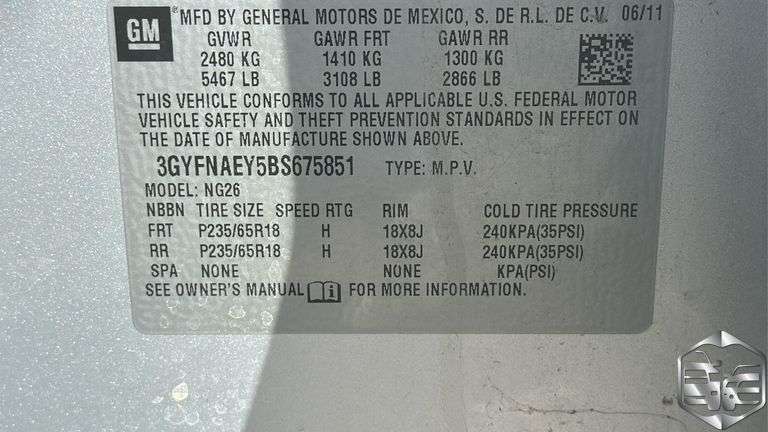 GM
MFD BY GENERAL MOTORS DE MEXICO, S. DE R.L. DE C.V. 06/11
GVWR GAWR FRT GAWR RR
2480 KG 1410 KG 1300 KG
5467 LB 3108 LB 2866 LB
THIS VEHICLE CONFORMS TO ALL APPLICABLE U.S. FEDERAL MOTOR
VEHICLE SAFETY AND THEFT PREVENTION STANDARDS IN EFFECT ON
THE DATE OF MANUFACTURE SHOWN ABOVE.
3GYFNAEY5BS675851 TYPE: M.P.V.
MODEL: NG26
NBBN TIRE SIZE SPEED RTG RIM COLD TIRE PRESSURE
FRT P235/65R18 H 18X8J 240KPA(35PSI)
RR P235/65R18 H 18X8J 240KPA(35PSI)
SPA NONE NONE KPA(PSI)
SEE OWNER'S MANUAL i FOR MORE INFORMATION.